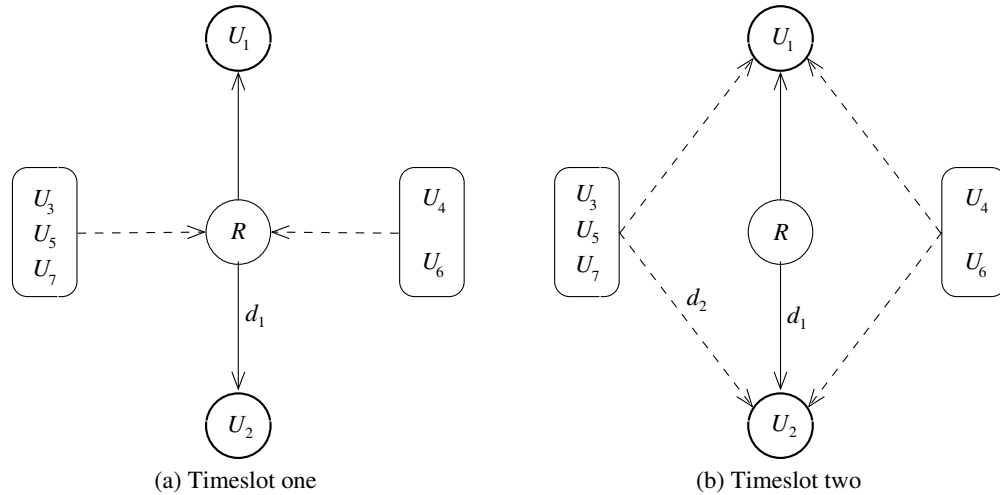 U₁ U₁
U₃ U₄ U₃ U₄
U₅ R U₅ R
U₇ U₆ U₇ U₆
d₁ d₂ d₁
U₂ U₂
(a) Timeslot one (b) Timeslot two